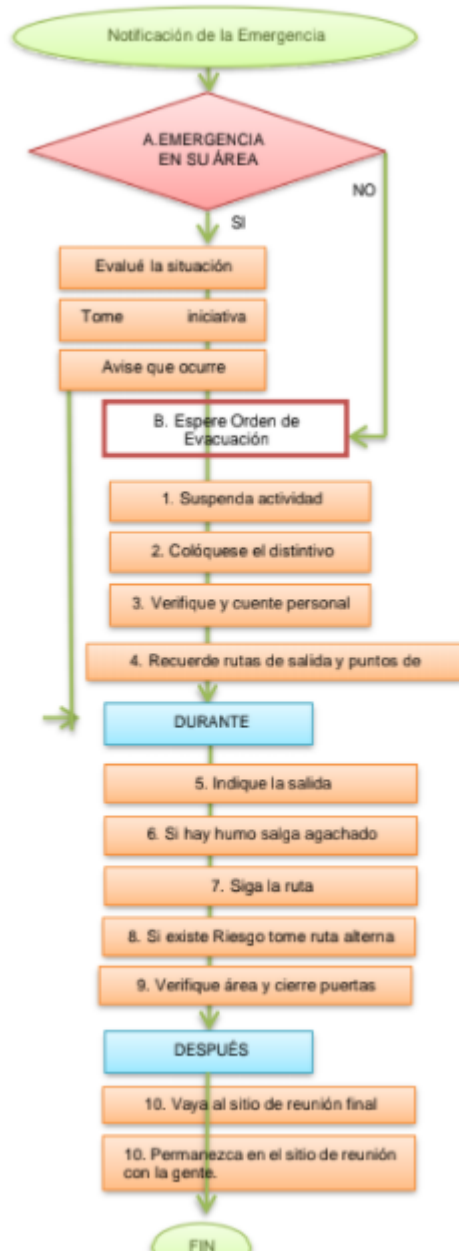 Notificación de la Emergencia
A.EMERGENCIA
EN SU ÁREA
NO
SI
Evalué la situación
Tome iniciativa
Avise que ocurre
B. Espere Orden de
Evacuación
1. Suspenda actividad
2. Colóquese el distintivo
3. Verifique y cuente personal
4. Recuerde rutas de salida y puntos de
DURANTE
5. Indique la salida
6. Si hay humo salga agachado
7. Siga la ruta
8. Si existe Riesgo tome ruta alterna
9. Verifique área y cierre puertas
DESPUÉS
10. Vaya al sitio de reunión final
10. Permanezca en el sitio de reunión
con la gente.
FIN